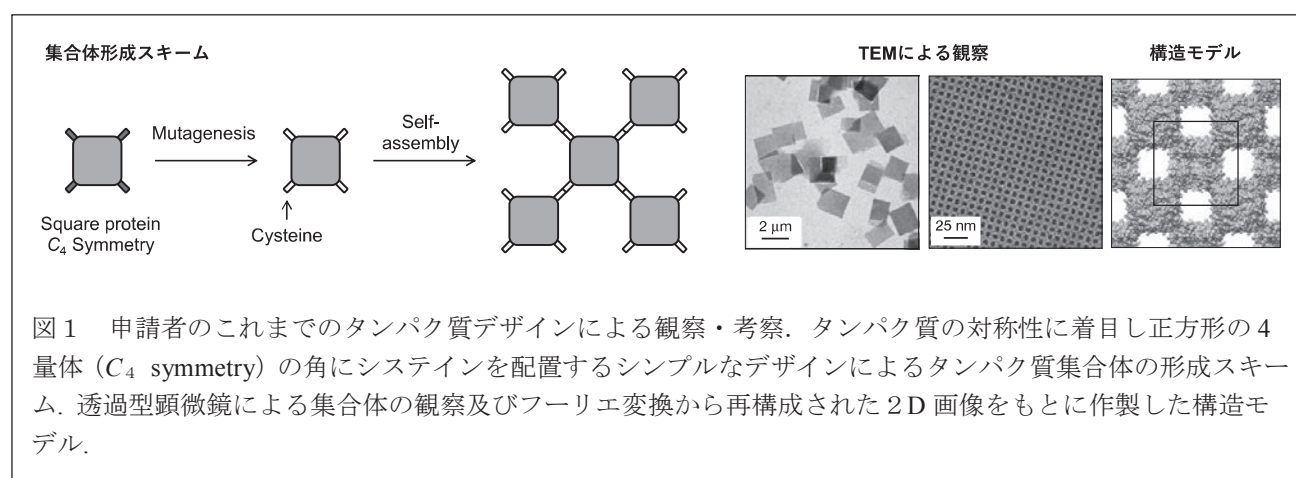 集合体形成スキーム
Mutagenesis
Self-
assembly
Square protein
C₄ Symmetry
Cysteine
TEMによる観察
2 μm
25 nm
構造モデル
図１　申請者のこれまでのタンパク質デザインによる観察・考察．タンパク質の対称性に着目し正方形の 4
量体（C₄ symmetry）の角にシステインを配置するシンプルなデザインによるタンパク質集合体の形成スキー
ム．透過型顕微鏡による集合体の観察及びフーリエ変換から再構成された２D 画像をもとに作製した構造モ
デル．